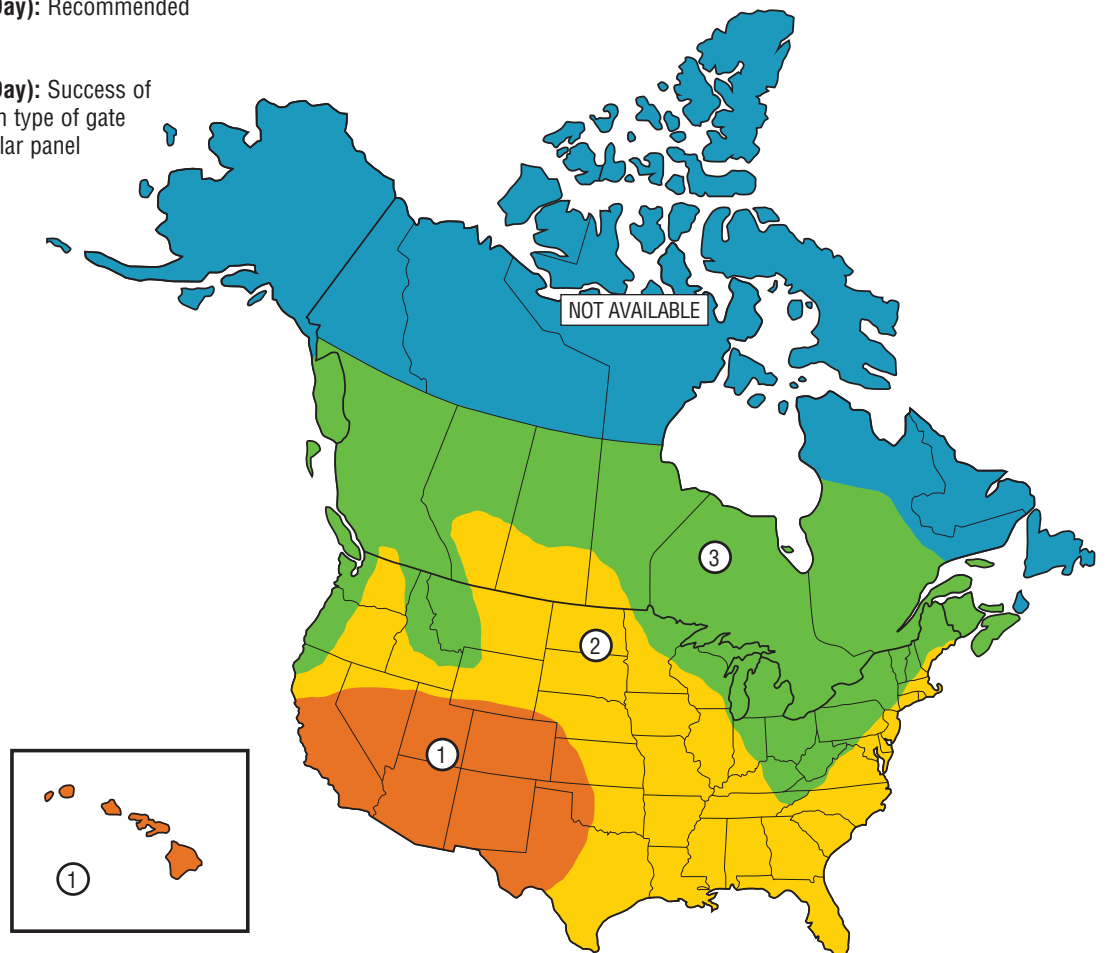 Day): Recommended
Day): Success of
n type of gate
lar panel
NOT AVAILABLE
3
2
1
1